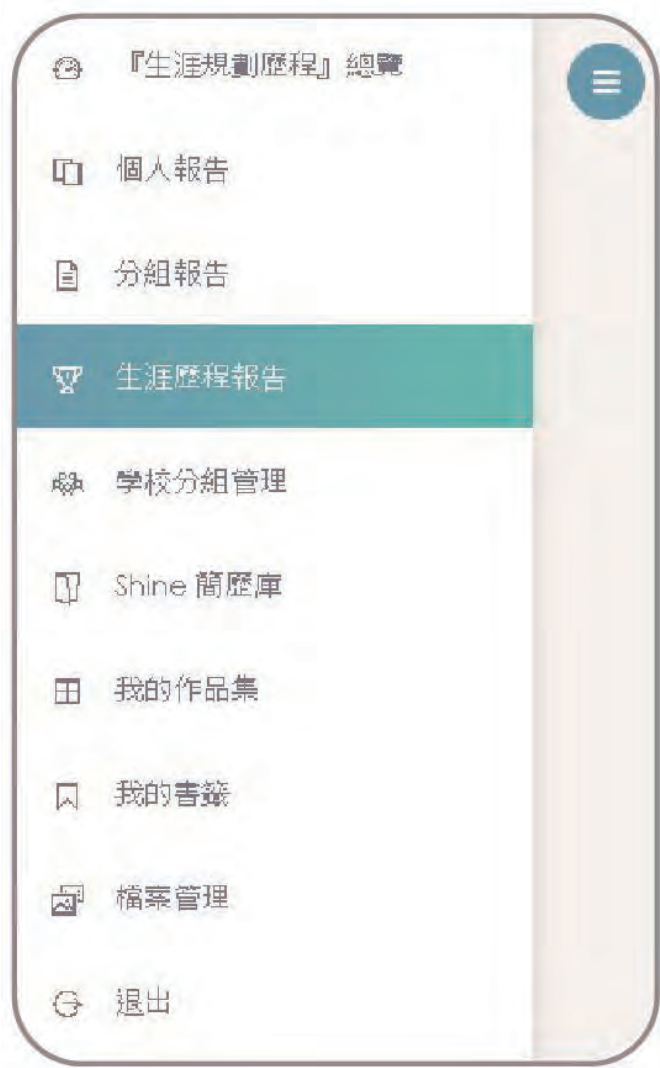 『生涯規劃歷程』總覽
個人報告
分組報告
生涯歷程報告
學校分組管理
Shine 簡歷庫
我的作品集
我的書籤
檔案管理
退出